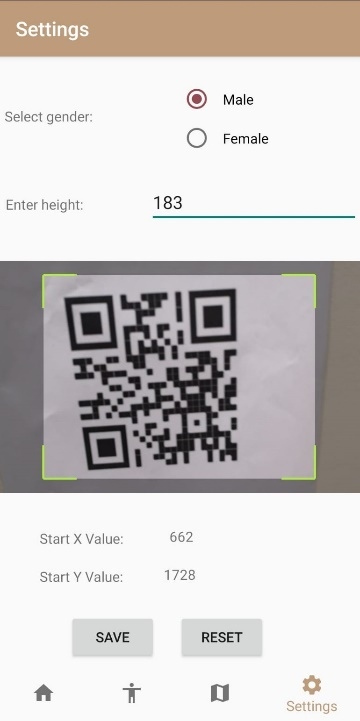 Settings
Male
Select gender:
Female
Enter height: 183
Start X Value: 662
Start Y Value: 1728
SAVE RESET
Settings